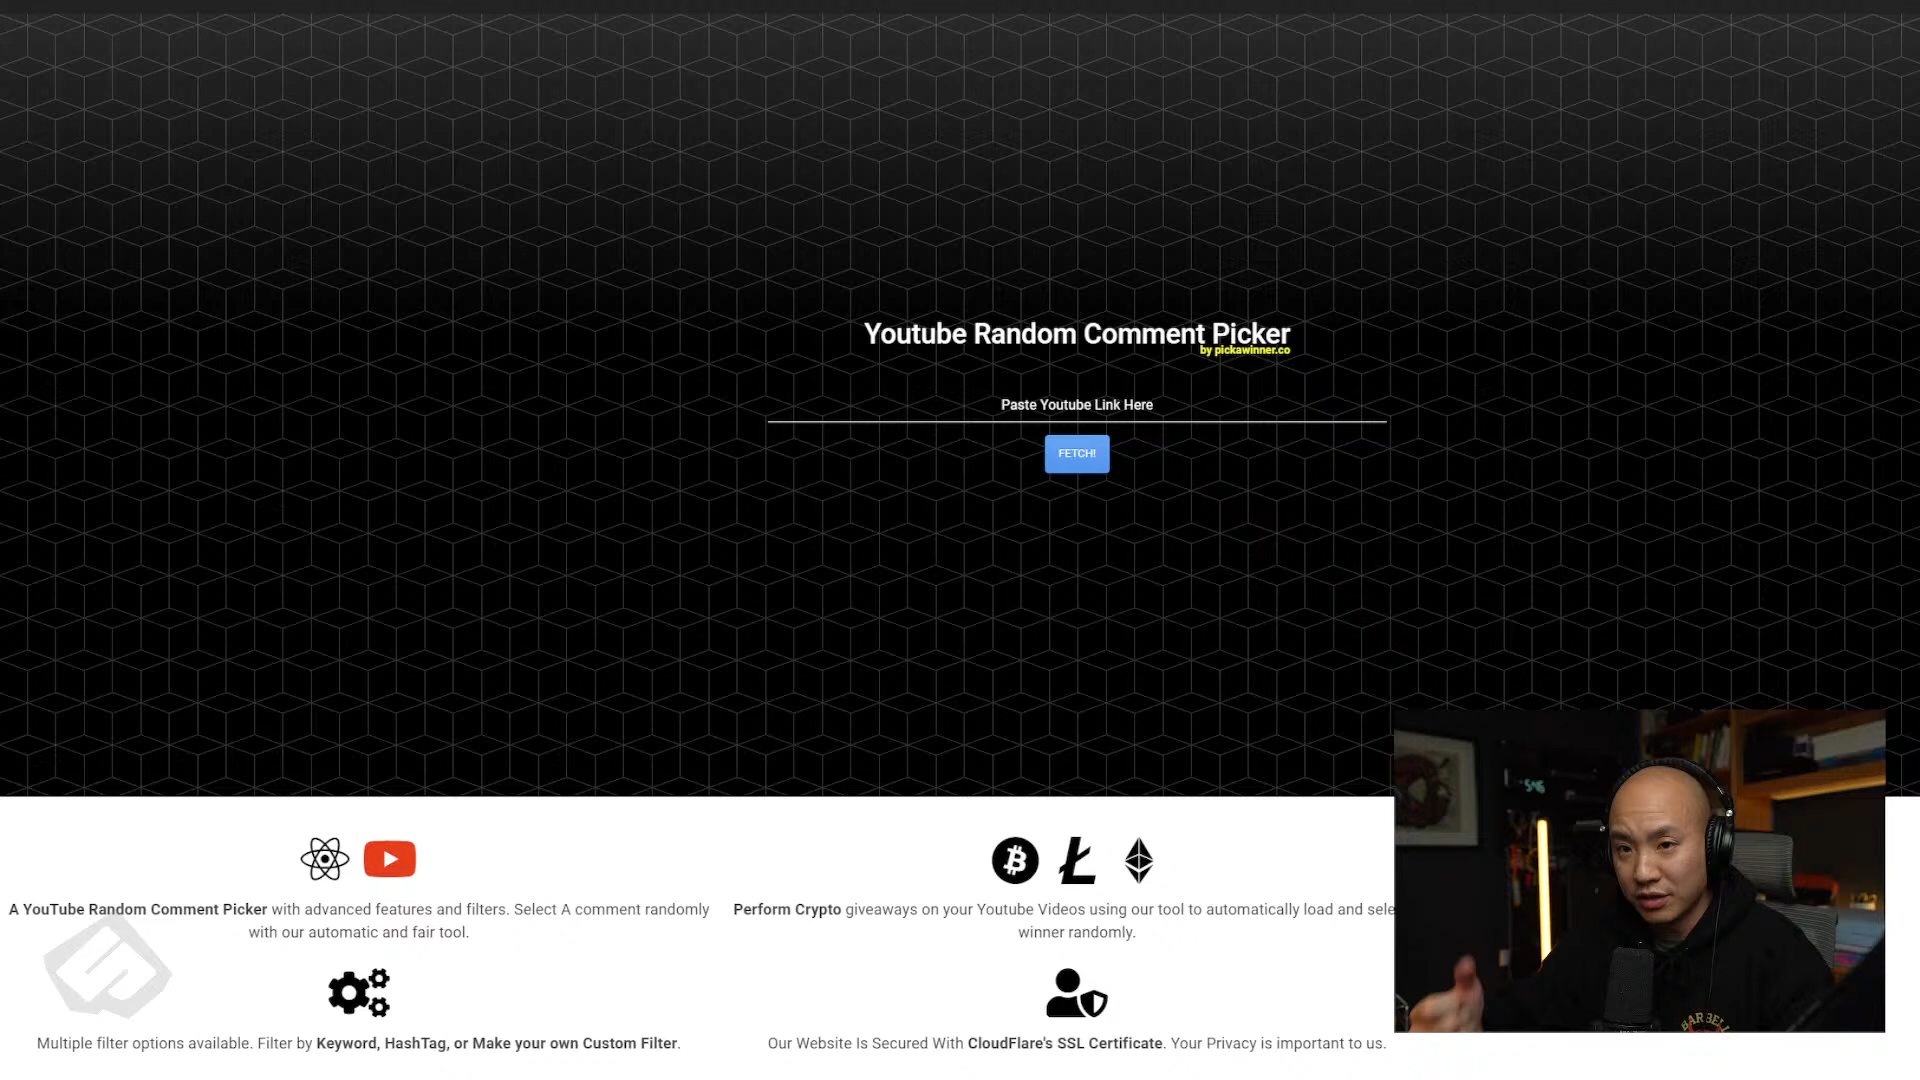 Youtube Random Comment Picker
by pickawinner.co
Paste Youtube Link Here
FETCH!
A YouTube Random Comment Picker with advanced features and filters. Select A comment randomly
with our automatic and fair tool.
Perform Crypto giveaways on your Youtube Videos using our tool to automatically load and sele
winner randomly.
Multiple filter options available. Filter by Keyword, HashTag, or Make your own Custom Filter.
Our Website Is Secured With CloudFlare's SSL Certificate. Your Privacy is important to us.
5:46
BARBELL